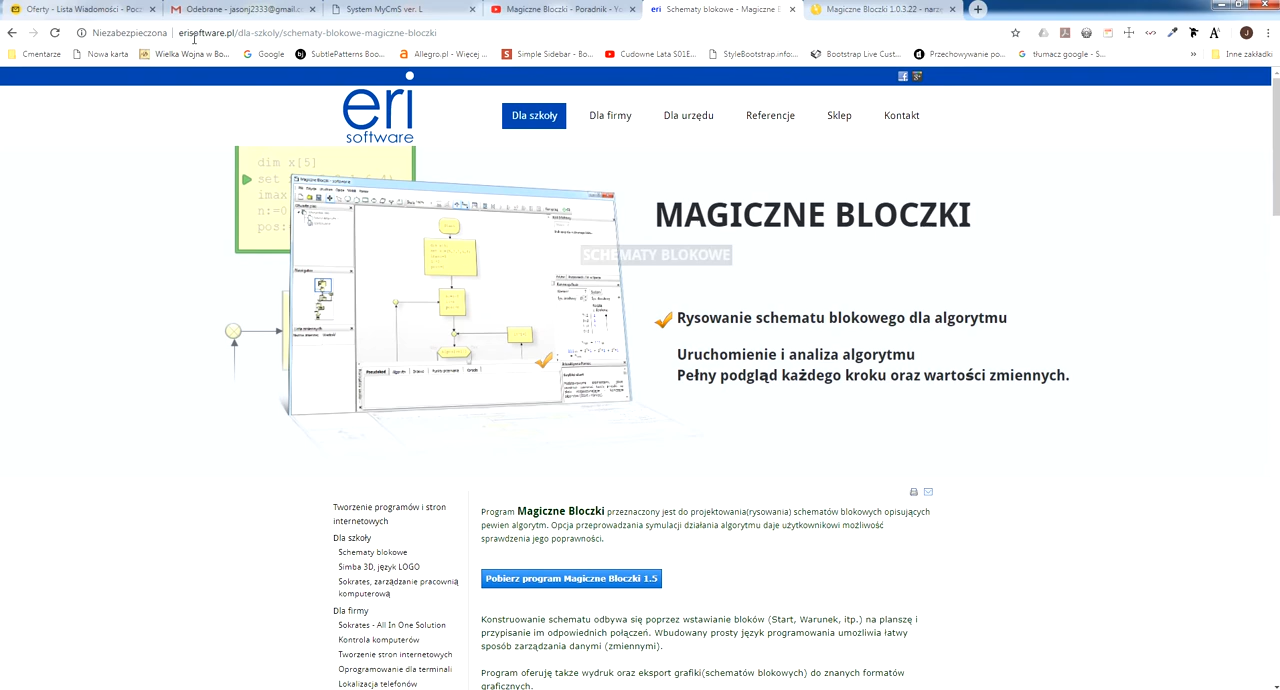 Oferty - Lista Wiadomości - Pocz
Odebrane - jasonj2333@gmail.co
System MyCmS ver. L
Magiczne Bloczki - Poradnik - Yo
eri Schematy blokowe - Magiczne B
Magiczne Bloczki 1.0.3.22 - narze
Niezabezpieczona | erisoftware.pl/dla-szkoly/schematy-blokowe-magiczne-bloczki
Cmentarze
Nowa karta
Wielka Wojna w Bo...
Google
SubtlePatterns Boo...
Allegro.pl - Więcej ...
Simple Sidebar - Bo...
Cudowne Lata S01E...
StyleBootstrap.info:...
Bootstrap Live Cust...
Przechowywanie po...
tłumacz google - S...
»
Inne zakładki
eri
software
Dla szkoły
Dla firmy
Dla urzędu
Referencje
Sklep
Kontakt
dim x[5]
set
imax
n:=0
pos:
MAGICZNE BLOCZKI
SCHEMATY BLOKOWE
Rysowanie schematu blokowego dla algorytmu
Uruchomienie i analiza algorytmu
Pełny podgląd każdego kroku oraz wartości zmiennych.
Tworzenie programów i stron
internetowych
Dla szkoły
Schematy blokowe
Simba 3D, język LOGO
Sokrates, zarządzanie pracownią
komputerową
Dla firmy
Sokrates - All In One Solution
Kontrola komputerów
Tworzenie stron internetowych
Oprogramowanie dla terminali
Lokalizacja telefonów
Program Magiczne Bloczki przeznaczony jest do projektowania(rysowania) schematów blokowych opisujących
pewien algorytm. Opcja przeprowadzania symulacji działania algorytmu daje użytkownikowi możliwość
sprawdzenia jego poprawności.
Pobierz program Magiczne Bloczki 1.5
Konstruowanie schematu odbywa się poprzez wstawianie bloków (Start, Warunek, itp.) na planszę i
przypisanie im odpowiednich połączeń. Wbudowany prosty język programowania umozliwia łatwy
sposób zarządzania danymi (zmiennymi).
Program oferuję także wydruk oraz eksport grafiki(schematów blokowych) do znanych formatów
graficznych.